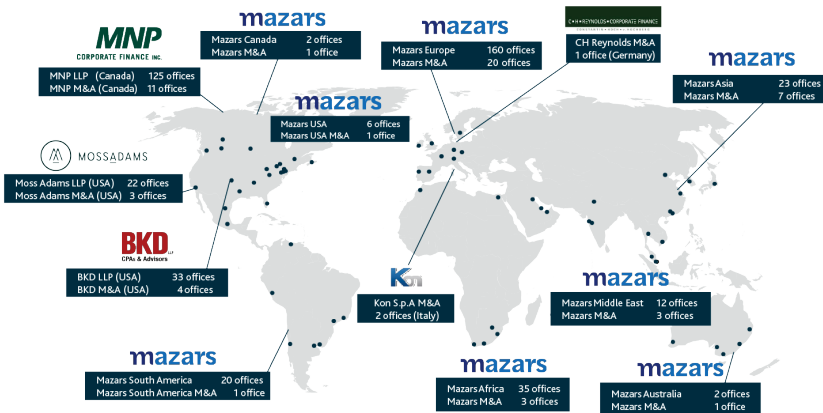 MNP
CORPORATE FINANCE INC.
MNP LLP (Canada) 125 offices
MNP M&A (Canada) 11 offices
mazars
Mazars Canada 2 offices
Mazars M&A 1 office
mazars
Mazars USA 6 offices
Mazars USA M&A 1 office
mazars
Mazars Europe 160 offices
Mazars M&A 20 offices
C·H·REYNOLDS·CORPORATE FINANCE
CH Reynolds M&A
1 office (Germany)
mazars
Mazars Asia 23 offices
Mazars M&A 7 offices
MOSSADAMS
Moss Adams LLP (USA) 22 offices
Moss Adams M&A (USA) 3 offices
BKD LLP
CPAs & Advisors
BKD LLP (USA) 33 offices
BKD M&A (USA) 4 offices
Kon
Kon S.p.A M&A
2 offices (Italy)
mazars
Mazars Middle East 12 offices
Mazars M&A 3 offices
mazars
Mazars South America 20 offices
Mazars South America M&A 1 office
mazars
Mazars Africa 35 offices
Mazars M&A 3 offices
mazars
Mazars Australia 2 offices
Mazars M&A 1 office